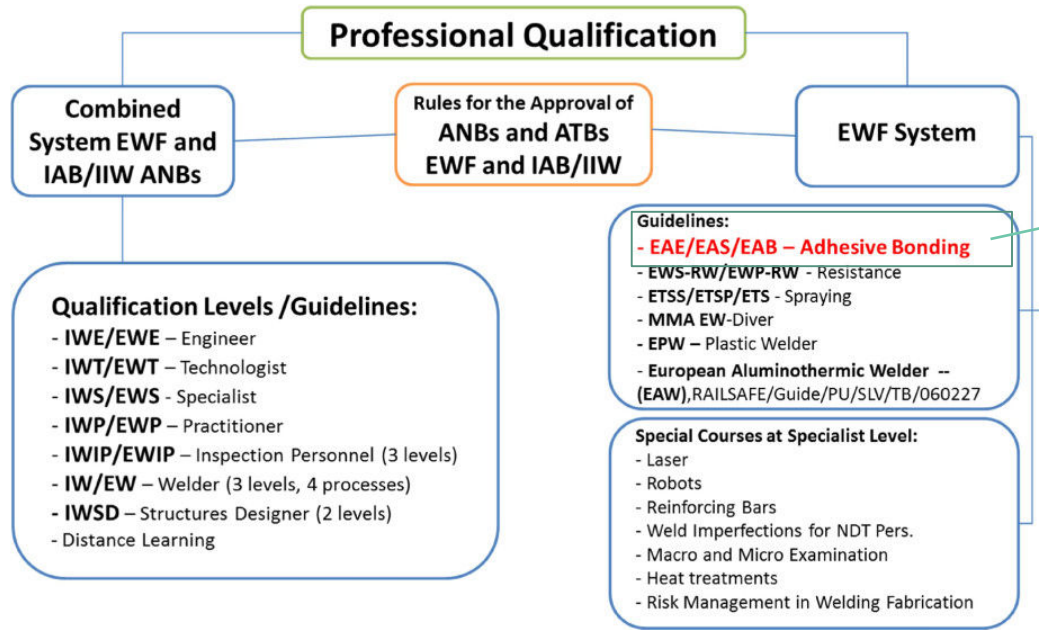 Professional Qualification
Combined
System EWF and
IAB/IIW ANBs
Rules for the Approval of
ANBs and ATBs
EWF and IAB/IIW
EWF System
Qualification Levels /Guidelines:
- IWE/EWE – Engineer
- IWT/EWT – Technologist
- IWS/EWS - Specialist
- IWP/EWP – Practitioner
- IWIP/EWIP – Inspection Personnel (3 levels)
- IW/EW – Welder (3 levels, 4 processes)
- IWSD – Structures Designer (2 levels)
- Distance Learning
Guidelines:
- EAE/EAS/EAB – Adhesive Bonding
- EWS-RW/EWP-RW - Resistance
- ETSS/ETSP/ETS - Spraying
- MMA EW-Diver
- EPW – Plastic Welder
- European Aluminothermic Welder --
(EAW),RAILSAFE/Guide/PU/SLV/TB/060227
Special Courses at Specialist Level:
- Laser
- Robots
- Reinforcing Bars
- Weld Imperfections for NDT Pers.
- Macro and Micro Examination
- Heat treatments
- Risk Management in Welding Fabrication